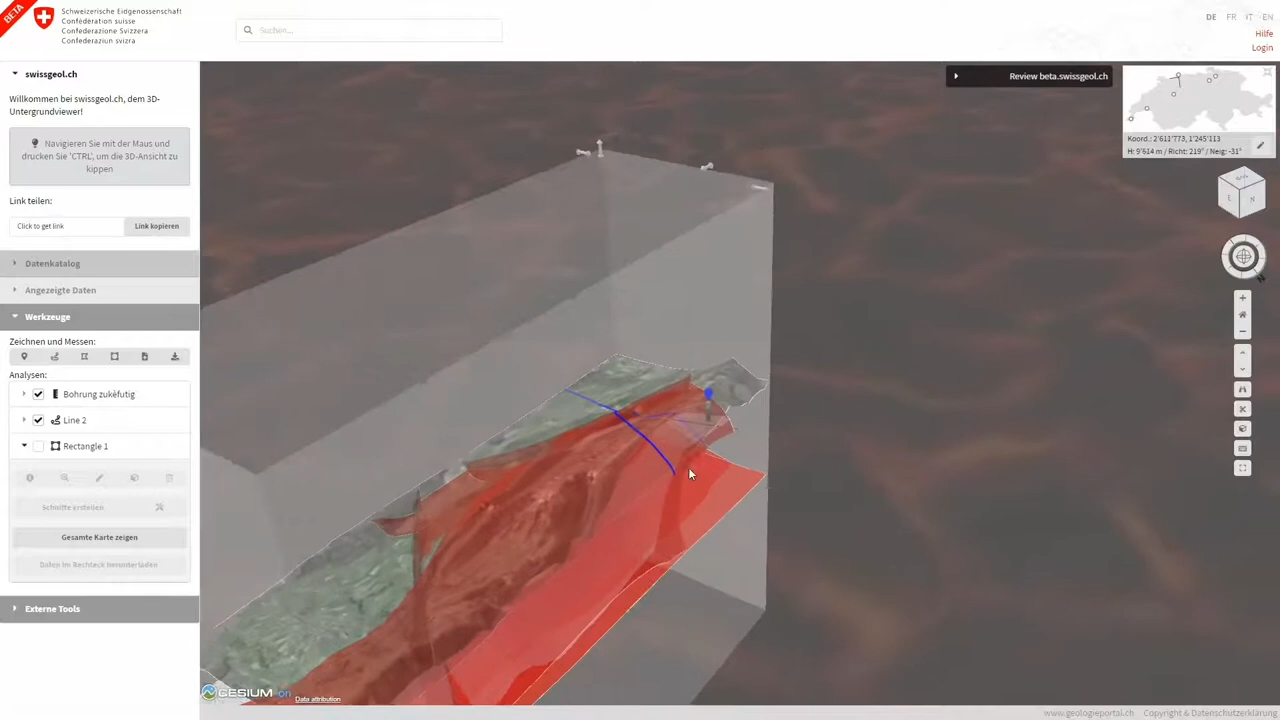 BETA
Schweizerische Eidgenossenschaft
Confédération suisse
Confederazione Svizzera
Confederaziun svizra
Suchen...
DE FR IT EN
Hilfe
Login
swissgeol.ch
Willkommen bei swissgeol.ch, dem 3D-
Untergrundviewer!
Navigieren Sie mit der Maus und
drucken Sie 'CTRL', um die 3D-Ansicht zu
kippen
Link teilen:
Click to get link
Link kopieren
Datenkatalog
Angezeigte Daten
Werkzeuge
Zeichnen und Messen:
Analysen:
Bohrung zukêfutig
Line 2
Rectangle 1
Schnitte erstellen
Gesamte Karte zeigen
Daten im Rechteck herunterladen
Externe Tools
Review beta.swissgeol.ch
Koord.: 2'611'773, 1'245'113
H: 9'614 m / Richt: 219° / Neig: -31°
E
N
CESIUM ion
Data attribution
www.geologieportal.ch
Copyright & Datenschutzerklärung